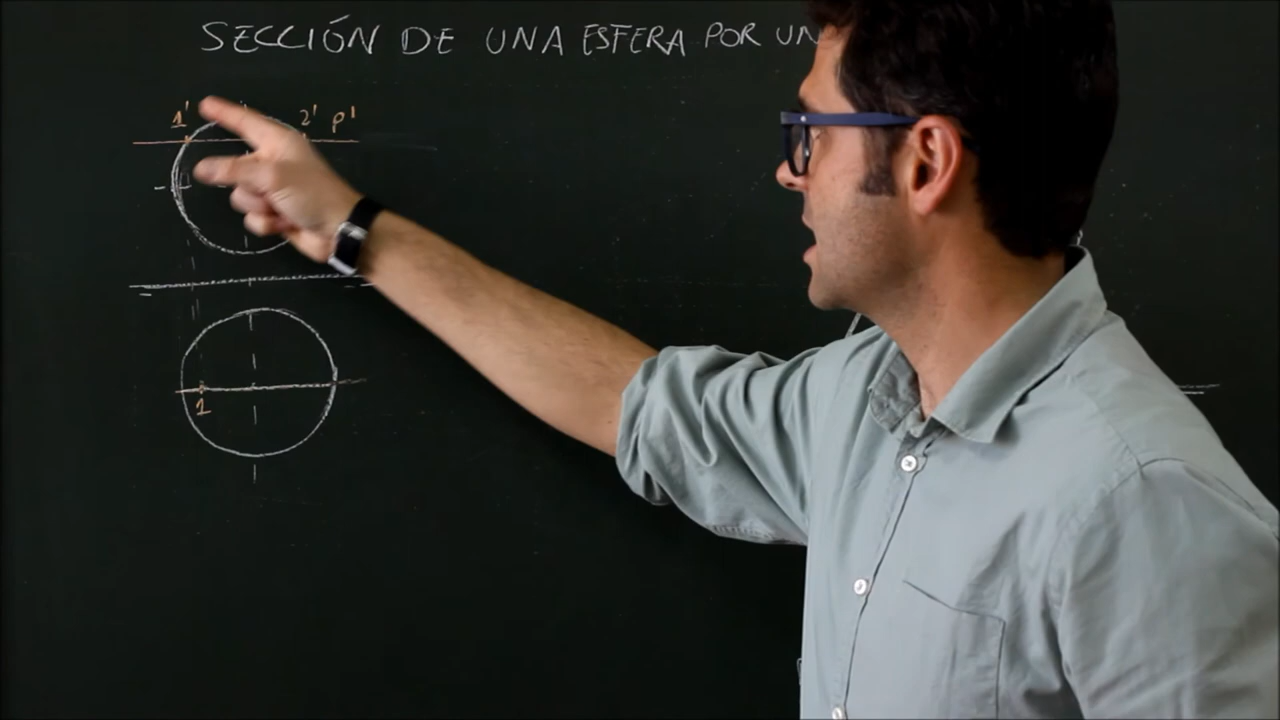 SECCIÓN DE UNA ESFERA POR UN
1' 2' P'
1